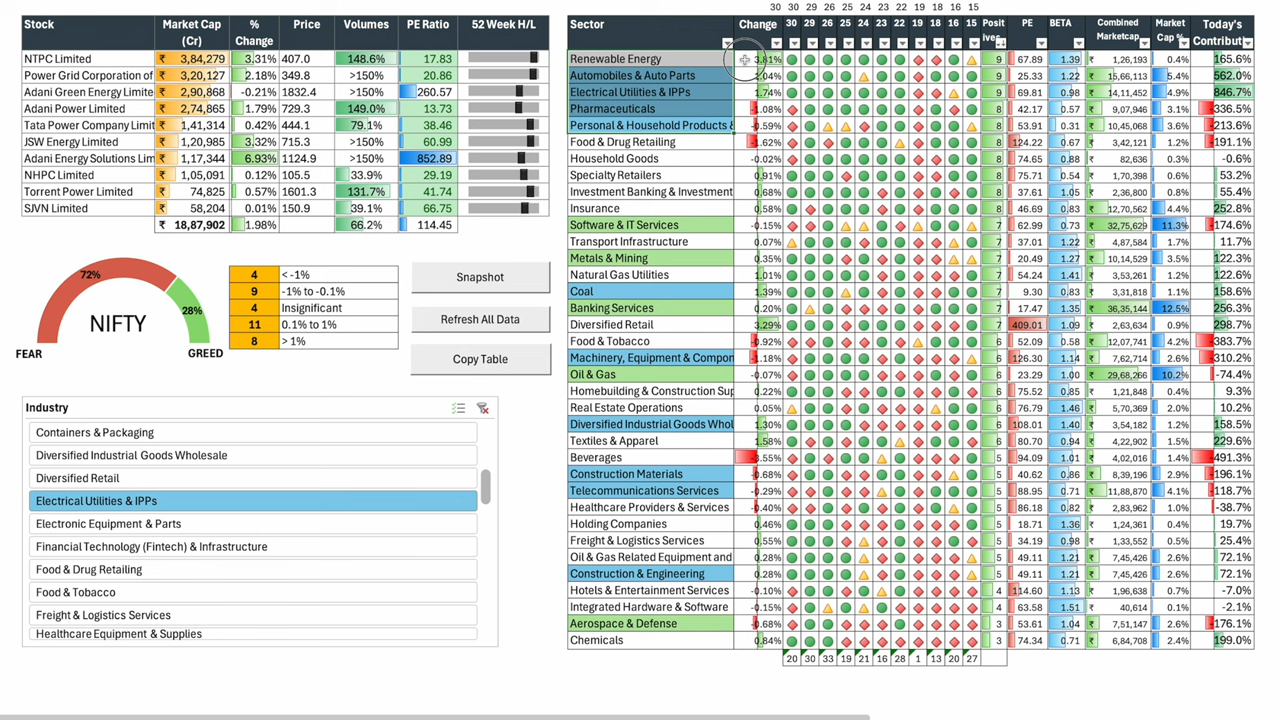 Stock Market Cap (Cr) % Change Price Volumes PE Ratio 52 Week H/L
NTPC Limited ₹ 3,84,279 3.31% 407.0 148.6% 17.83
Power Grid Corporation of ₹ 3,20,127 2.18% 349.8 >150% 20.86
Adani Green Energy Limite ₹ 2,90,868 -0.21% 1832.4 >150% 260.57
Adani Power Limited ₹ 2,74,865 1.79% 729.3 149.0% 13.73
Tata Power Company Limit ₹ 1,41,314 0.42% 444.1 79.1% 38.46
JSW Energy Limited ₹ 1,20,985 3.32% 715.3 >150% 60.99
Adani Energy Solutions Lim ₹ 1,17,344 6.93% 1124.9 >150% 852.89
NHPC Limited ₹ 1,05,091 0.12% 105.5 33.9% 29.19
Torrent Power Limited ₹ 74,825 0.57% 1601.3 131.7% 41.74
SJVN Limited ₹ 58,204 0.01% 150.9 39.1% 66.75
₹ 18,87,902 1.98% 66.2% 114.45
72%
28%
NIFTY
FEAR GREED
4 < -1%
9 -1% to -0.1%
4 Insignificant
11 0.1% to 1%
8 > 1%
Snapshot
Refresh All Data
Copy Table
Industry
Containers & Packaging
Diversified Industrial Goods Wholesale
Diversified Retail
Electrical Utilities & IPPs
Electronic Equipment & Parts
Financial Technology (Fintech) & Infrastructure
Food & Drug Retailing
Food & Tobacco
Freight & Logistics Services
Healthcare Equipment & Supplies
30 30 29 26 25 24 23 22 19 18 16 15
Sector Change 30 29 26 25 24 23 22 19 18 16 15 Posit ives PE BETA Combined Marketcap Market Cap % Today's Contribut
Renewable Energy 3.81% 9 67.89 1.39 ₹ 1,26,193 0.4% 165.6%
Automobiles & Auto Parts 2.04% 9 25.33 1.22 ₹ 15,66,113 5.4% 562.0%
Electrical Utilities & IPPs 1.74% 9 69.81 0.98 ₹ 14,11,452 4.9% 846.7%
Pharmaceuticals -1.08% 8 42.17 0.57 ₹ 9,07,946 3.1% -336.5%
Personal & Household Products & -0.59% 8 53.91 0.31 ₹ 10,45,068 3.6% -213.6%
Food & Drug Retailing -1.62% 8 124.22 0.67 ₹ 3,42,121 1.2% -191.1%
Household Goods -0.02% 8 74.65 0.88 ₹ 82,636 0.3% -0.6%
Specialty Retailers 0.91% 8 75.71 0.54 ₹ 1,70,398 0.6% 53.2%
Investment Banking & Investment 0.68% 8 37.61 1.05 ₹ 2,36,800 0.8% 55.4%
Insurance 0.58% 8 46.69 0.83 ₹ 12,70,562 4.4% 252.8%
Software & IT Services -0.15% 7 62.99 0.73 ₹ 32,75,629 11.3% -174.6%
Transport Infrastructure 0.07% 7 37.01 1.22 ₹ 4,87,584 1.7% 11.7%
Metals & Mining 0.35% 7 20.49 1.27 ₹ 10,14,529 3.5% 122.3%
Natural Gas Utilities 1.01% 7 54.24 1.41 ₹ 3,53,261 1.2% 122.6%
Coal 1.39% 7 9.30 0.83 ₹ 3,31,818 1.1% 158.6%
Banking Services 0.20% 7 17.47 1.35 ₹ 36,35,144 12.5% 256.3%
Diversified Retail 3.29% 7 409.01 1.09 ₹ 2,63,634 0.9% 298.7%
Food & Tobacco -0.92% 7 52.09 0.58 ₹ 12,07,741 4.2% -383.7%
Machinery, Equipment & Compon -1.18% 7 126.30 1.14 ₹ 7,62,714 2.6% -310.2%
Oil & Gas -0.07% 7 23.29 1.00 ₹ 29,68,266 10.2% -74.4%
Homebuilding & Construction Sup 0.22% 6 75.52 0.85 ₹ 1,21,848 0.4% 9.3%
Real Estate Operations 0.05% 6 76.79 1.46 ₹ 5,70,369 2.0% 10.2%
Diversified Industrial Goods Whol 1.30% 6 108.01 1.40 ₹ 3,54,182 1.2% 158.5%
Textiles & Apparel 1.58% 6 80.70 0.94 ₹ 4,22,902 1.5% 229.6%
Beverages -3.55% 6 94.09 1.01 ₹ 4,02,016 1.4% -491.3%
Construction Materials -0.68% 5 40.62 0.86 ₹ 8,39,196 2.9% -196.1%
Telecommunications Services -0.29% 5 88.95 0.71 ₹ 11,88,870 4.1% -118.7%
Healthcare Providers & Services -0.40% 5 86.18 0.82 ₹ 2,83,962 1.0% -38.7%
Holding Companies 0.46% 5 18.71 1.36 ₹ 1,24,361 0.4% 19.7%
Freight & Logistics Services 0.55% 5 34.19 0.98 ₹ 1,33,552 0.5% 25.4%
Oil & Gas Related Equipment and 0.28% 5 49.11 1.21 ₹ 7,45,426 2.6% 72.1%
Construction & Engineering 0.28% 5 49.11 1.21 ₹ 7,45,426 2.6% 72.1%
Hotels & Entertainment Services -0.10% 4 114.60 1.13 ₹ 1,96,638 0.7% -7.0%
Integrated Hardware & Software -0.15% 4 63.58 1.51 ₹ 40,614 0.1% -2.1%
Aerospace & Defense -0.68% 3 53.61 1.04 ₹ 7,51,147 2.6% -176.1%
Chemicals 0.84% 3 74.34 0.71 ₹ 6,84,708 2.4% 199.0%
20 30 33 19 21 16 28 1 13 20 27